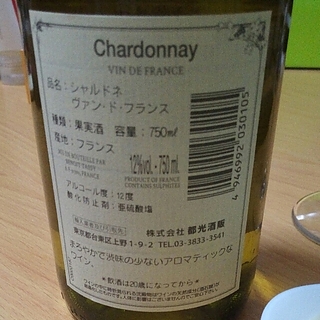 Chardonnay
VIN DE FRANCE
品名：シャルドネ
ヴァン・ド・フランス
種類：果実酒 容量：750ml
産地：フランス
12%vol.- 750 ml.
PRODUCT OF FRANCE
CONTAINS SULPHITES
アルコール度：12度
酸化防止剤：亜硫酸塩
4946992030105
株式会社 都光酒販
東京都台東区上野1-9-2 TEL.03-3833-3541
まろやかで渋味の少ないアロマティックな
ワイン。
＊飲酒は20歳になってから＊